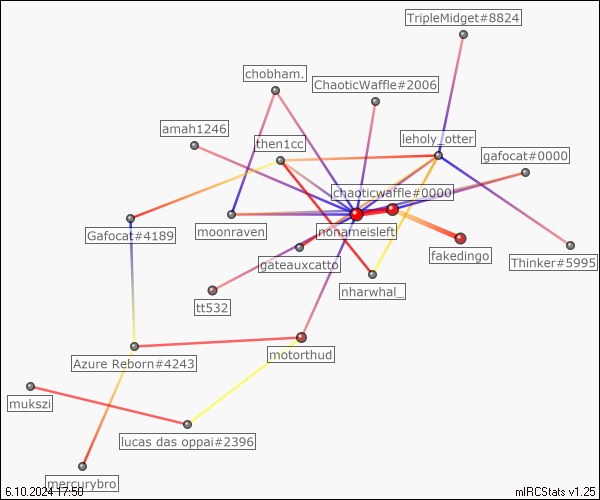 TripleMidget#8824
chobham.
ChaoticWaffle#2006
amah1246
then1cc
leholy_otter
gafocat#0000
chaoticwaffle#0000
Gafocat#4189
moonraven
nonameisleft
fakedingo
gateauxcatto
Thinker#5995
nharwhal_
tt532
motorthud
Azure Reborn#4243
mukszi
lucas das oppai#2396
mercurybro
6.10.2024 17:50
mIRCStats v1.25